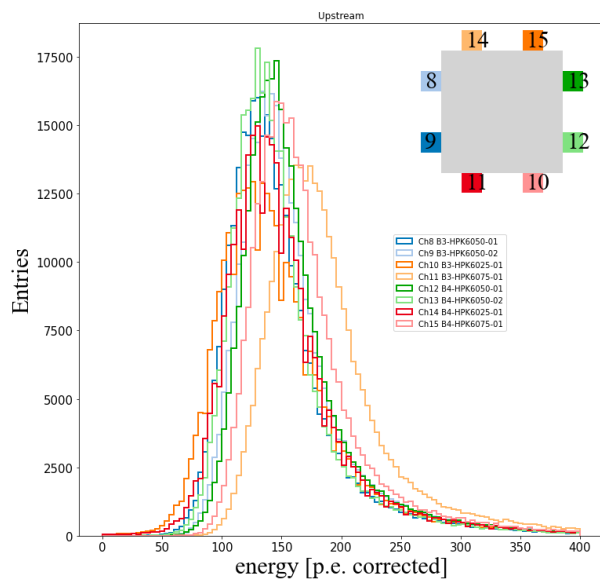 Upstream
17500
15000
12500
10000
7500
5000
2500
0
Entries
14 15
8 13
9 12
11 10
Ch8 B3-HPK6050-01
Ch9 B3-HPK6050-02
Ch10 B3-HPK6025-01
Ch11 B3-HPK6075-01
Ch12 B4-HPK6050-01
Ch13 B4-HPK6050-02
Ch14 B4-HPK6025-01
Ch15 B4-HPK6075-01
0 50 100 150 200 250 300 350 400
energy [p.e. corrected]